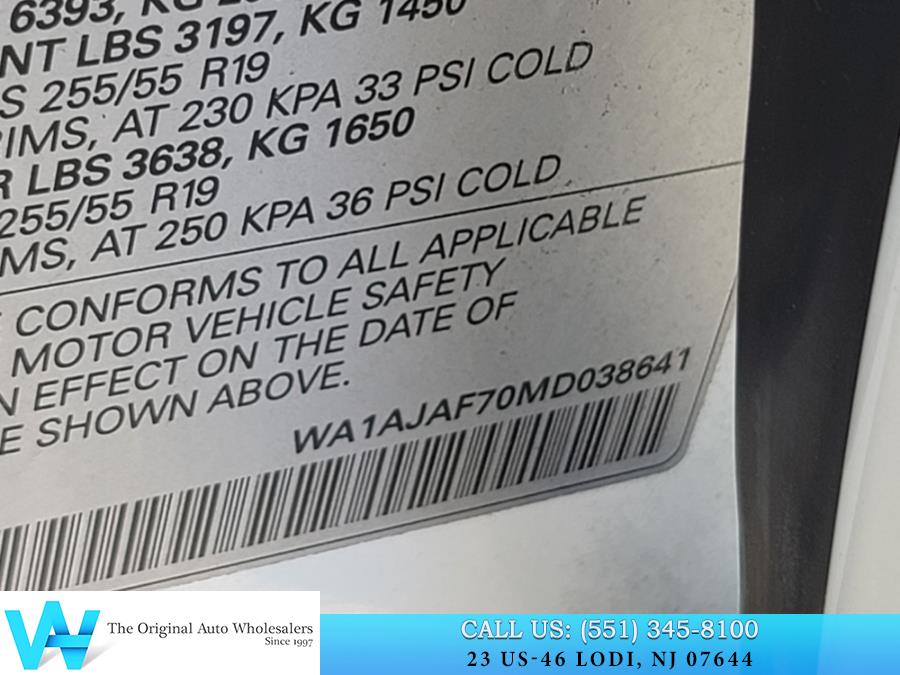 6393, KG
NT LBS 3197, KG 1450
S 255/55 R19
IMS, AT 230 KPA 33 PSI COLD
R LBS 3638, KG 1650
255/55 R19
MS, AT 250 KPA 36 PSI COLD
CONFORMS TO ALL APPLICABLE
MOTOR VEHICLE SAFETY
N EFFECT ON THE DATE OF
E SHOWN ABOVE.
WA1AJAF70MD038641
W
The Original Auto Wholesalers
Since 1997
CALL US: (551) 345-8100
23 US-46 LODI, NJ 07644